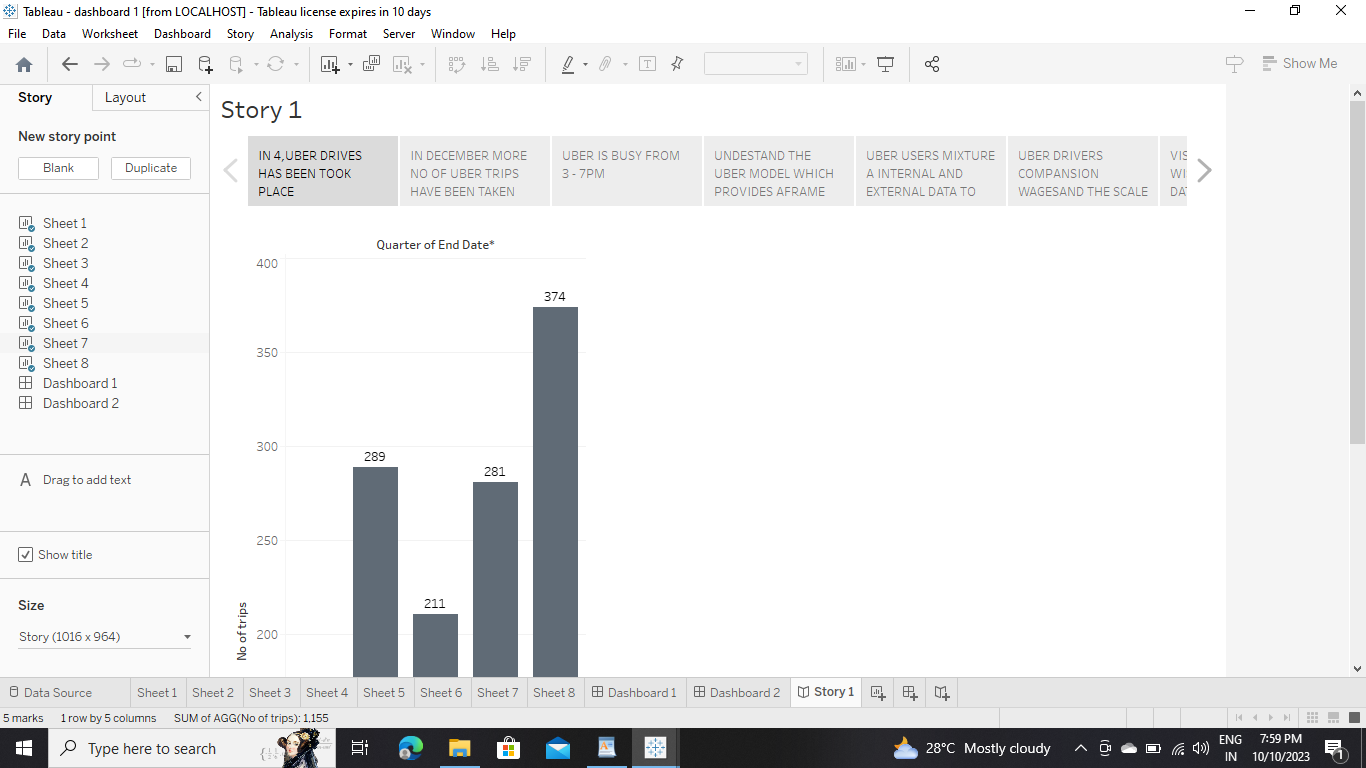 Tableau - dashboard 1 [from LOCALHOST] - Tableau license expires in 10 days
File Data Worksheet Dashboard Story Analysis Format Server Window Help
Show Me
Story Layout
New story point
Blank Duplicate
Sheet 1
Sheet 2
Sheet 3
Sheet 4
Sheet 5
Sheet 6
Sheet 7
Sheet 8
Dashboard 1
Dashboard 2
A Drag to add text
Show title
Size
Story (1016 x 964)
Story 1
IN 4,UBER DRIVES
HAS BEEN TOOK
PLACE
IN DECEMBER MORE
NO OF UBER TRIPS
HAVE BEEN TAKEN
UBER IS BUSY FROM
3 - 7PM
UNDESTAND THE
UBER MODEL WHICH
PROVIDES AFRAME
UBER USERS MIXTURE
A INTERNAL AND
EXTERNAL DATA TO
UBER DRIVERS
COMPANSION
WAGESAND THE SCALE
VIS
WI
DA
Quarter of End Date*
400
350
300
250
200
No of trips
289
211
281
374
Data Source Sheet 1 Sheet 2 Sheet 3 Sheet 4 Sheet 5 Sheet 6 Sheet 7 Sheet 8 Dashboard 1 Dashboard 2 Story 1
5 marks 1 row by 5 columns SUM of AGG(No of trips): 1,155
Type here to search
28°C Mostly cloudy
ENG
IN
7:59 PM
10/10/2023
1